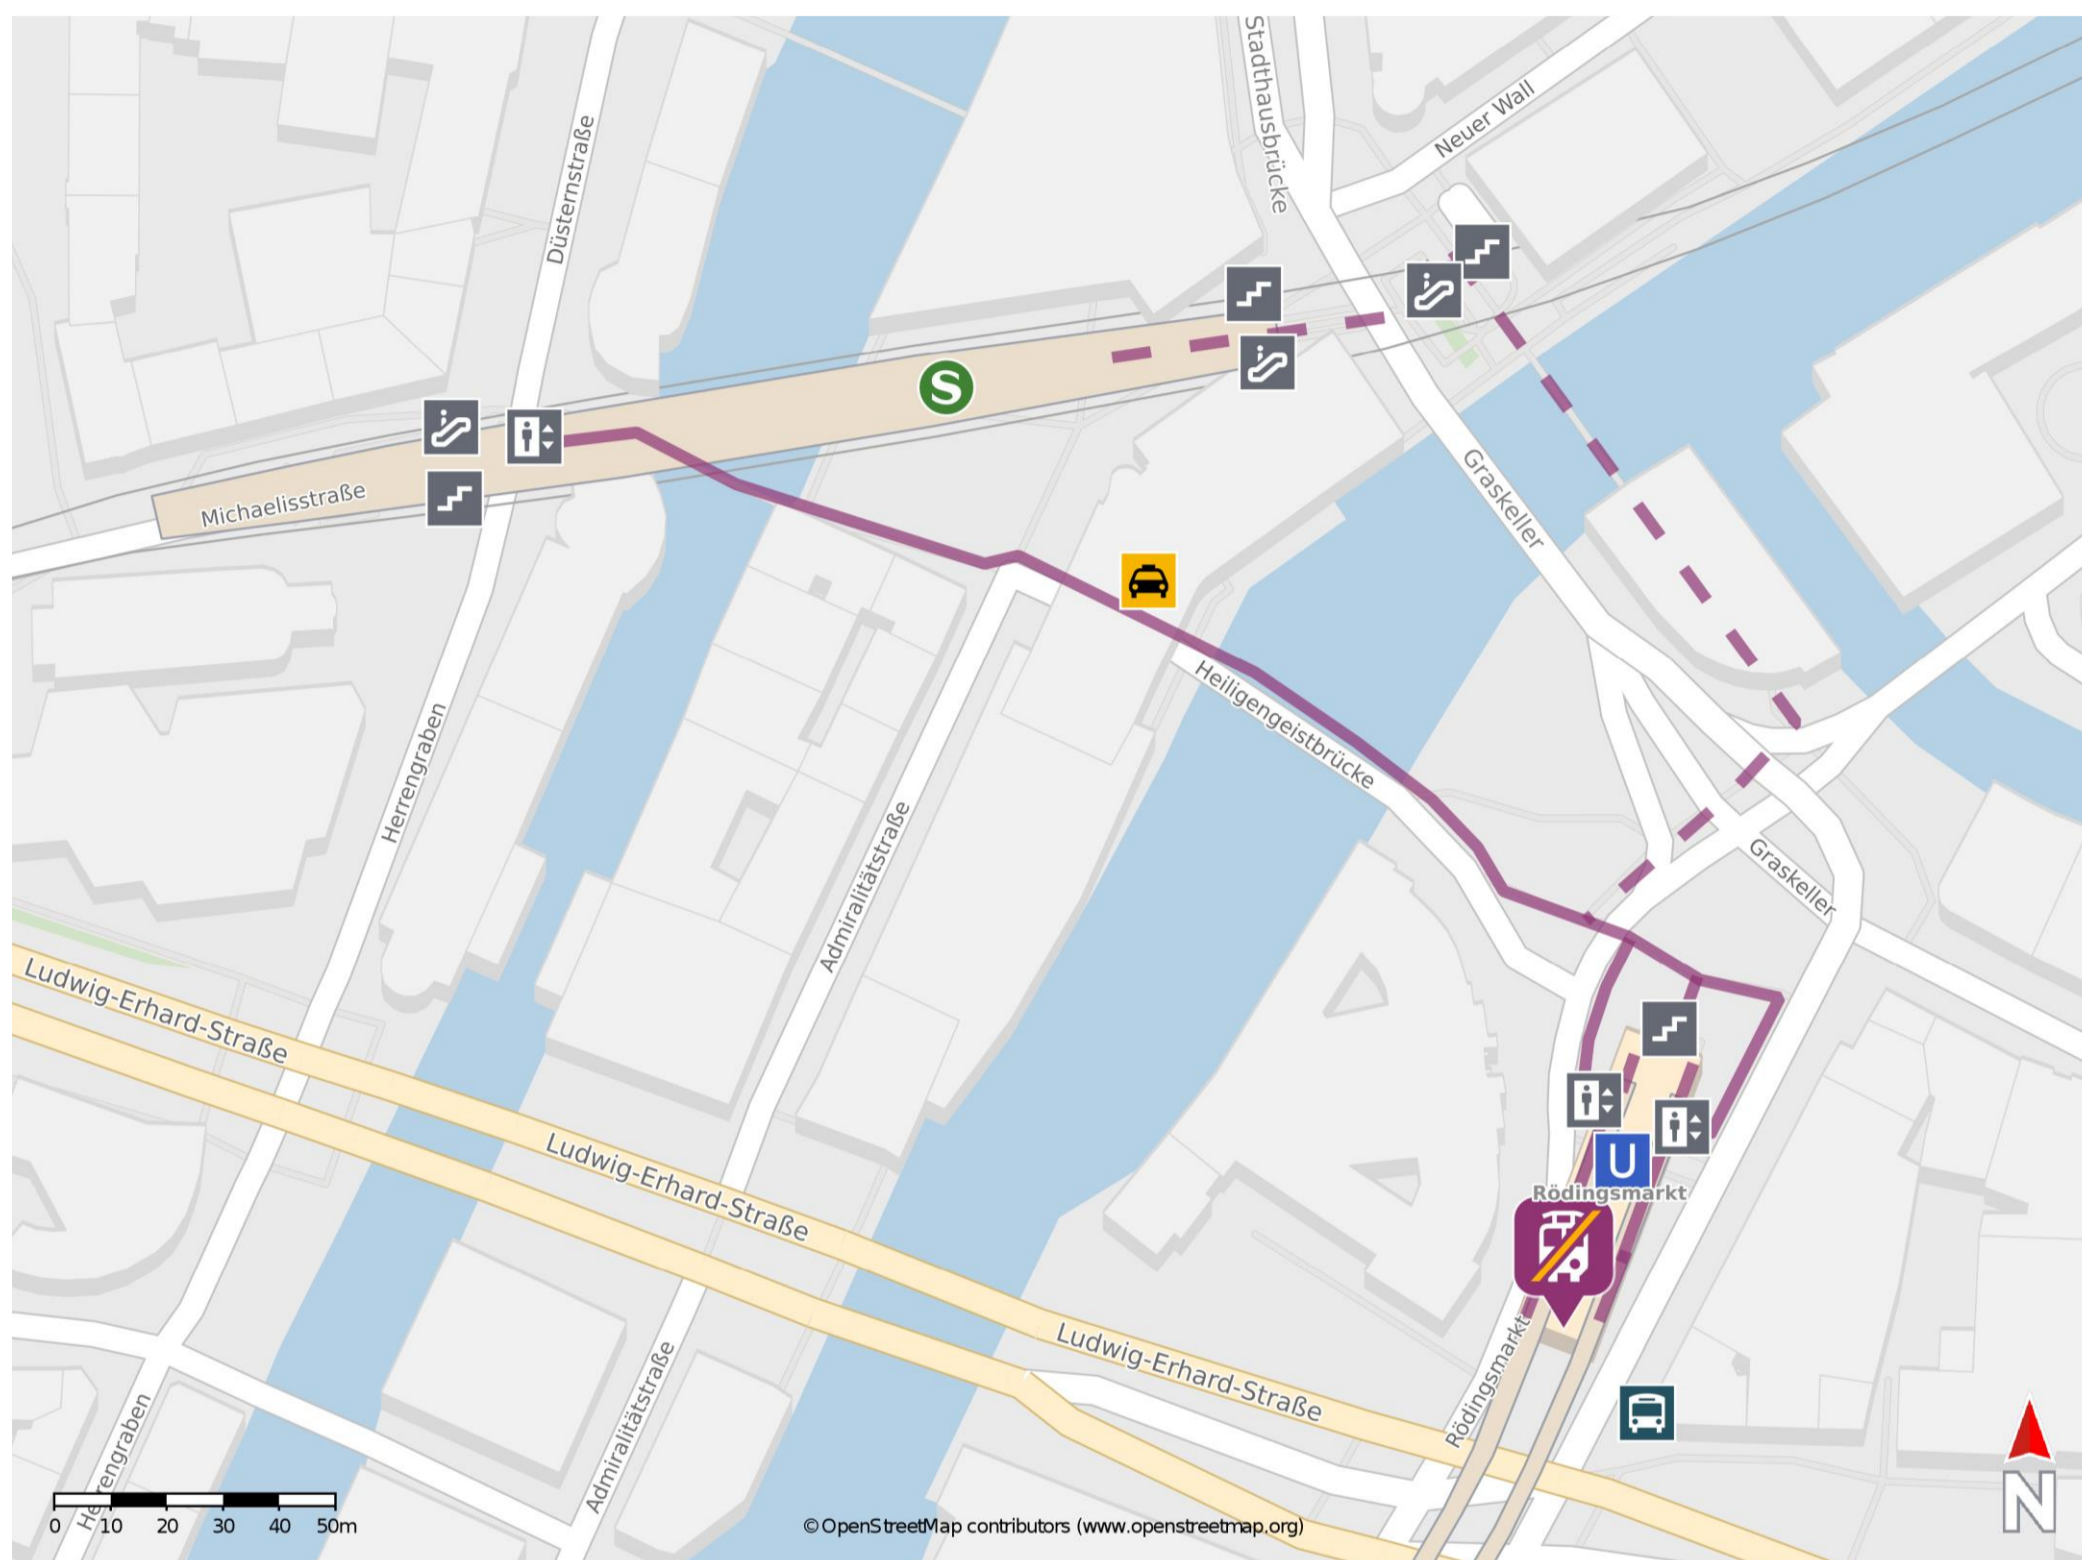 Stadthausbrücke
Neuer Wall
Düsternstraße
S
Michaelisstraße
Graskeller
Heiligengeistbrücke
Herrengraben
Admiralitätstraße
Graskeller
Ludwig-Erhard-Straße
Ludwig-Erhard-Straße
U
Rödingsmarkt
Ludwig-Erhard-Straße
Rödingsmarkt
Herrengraben
Admiralitätstraße
N
0 10 20 30 40 50m
© OpenStreetMap contributors (www.openstreetmap.org)